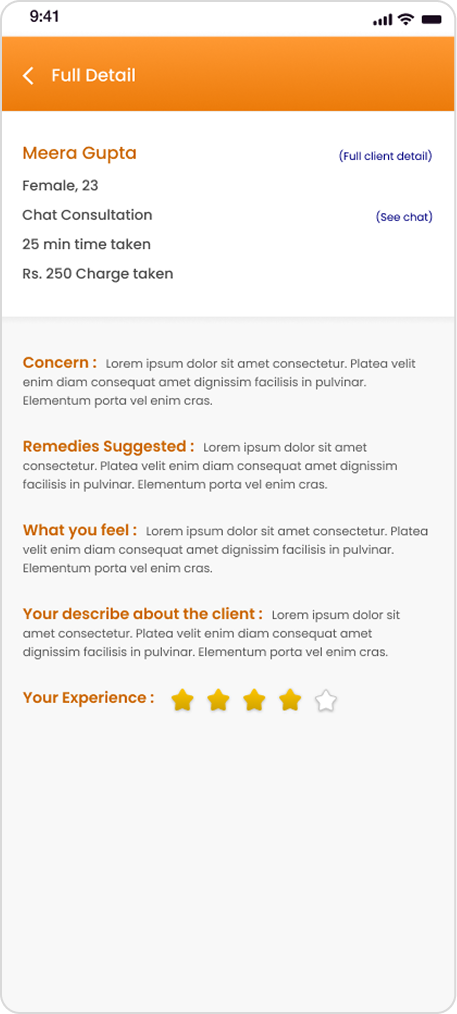 9:41
Full Detail
Meera Gupta (Full client detail)
Female, 23
Chat Consultation (See chat)
25 min time taken
Rs. 250 Charge taken
Concern : Lorem ipsum dolor sit amet consectetur. Platea velit
enim diam consequat amet dignissim facilisis in pulvinar.
Elementum porta vel enim cras.
Remedies Suggested : Lorem ipsum dolor sit amet
consectetur. Platea velit enim diam consequat amet dignissim
facilisis in pulvinar. Elementum porta vel enim cras.
What you feel : Lorem ipsum dolor sit amet consectetur. Platea
velit enim diam consequat amet dignissim facilisis in pulvinar.
Elementum porta vel enim cras.
Your describe about the client : Lorem ipsum dolor sit
amet consectetur. Platea velit enim diam consequat amet
dignissim facilisis in pulvinar. Elementum porta vel enim cras.
Your Experience :